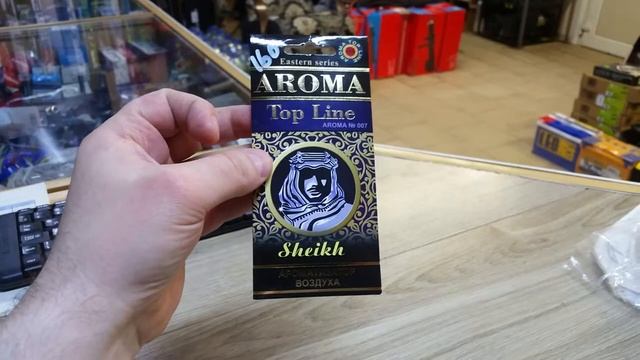 160
Eastern series
AROMA
Top Line
AROMA № 007
Sheikh
АРОМАТИЗАТОР
ВОЗДУХА